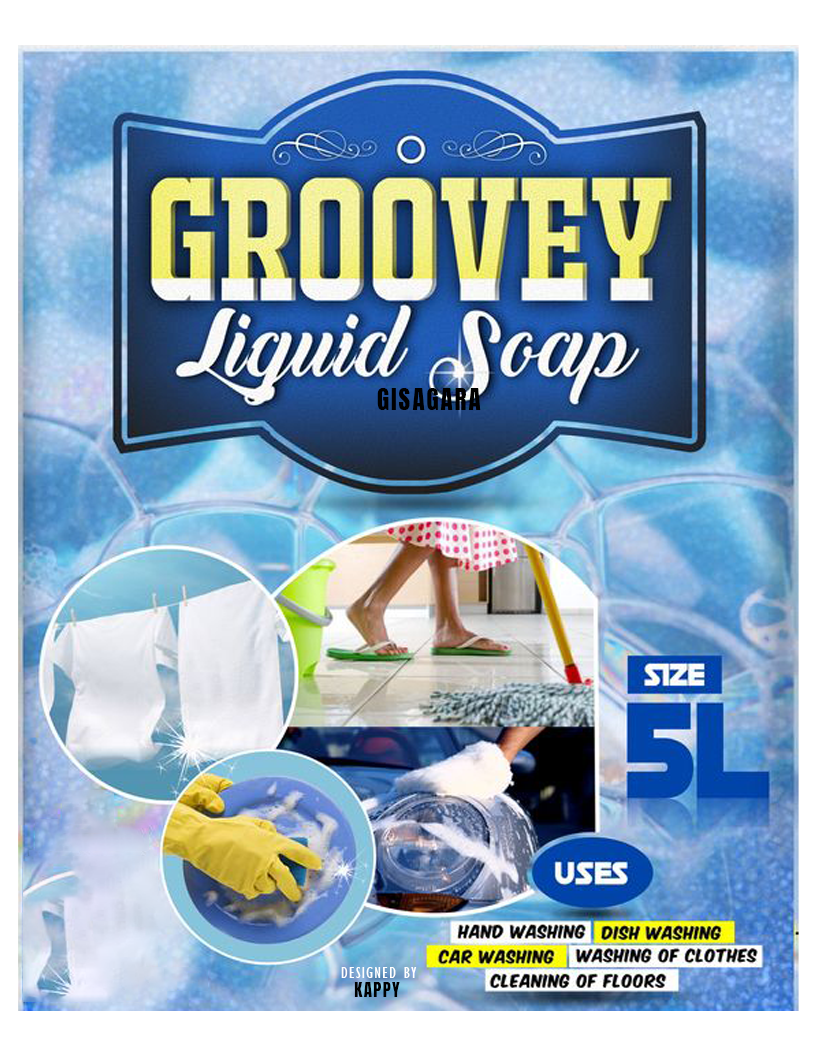 GROOVEY
Liquid Soap
GISAGARA
SIZE
5L
USES
HAND WASHING DISH WASHING
CAR WASHING WASHING OF CLOTHES
CLEANING OF FLOORS
DESIGNED BY
KAPPY